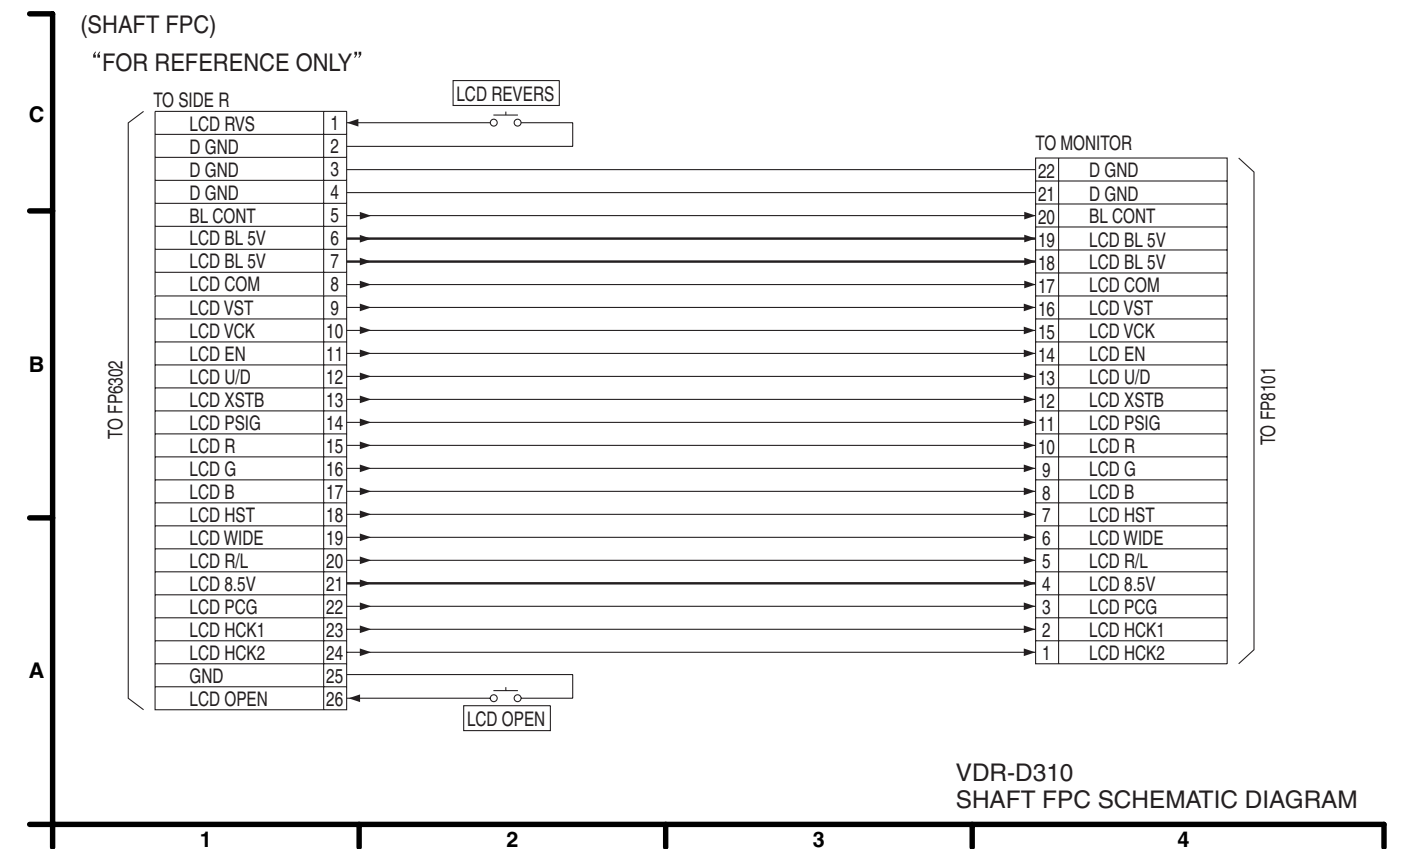 (SHAFT FPC)
“FOR REFERENCE ONLY”
LCD REVERS
TO SIDE R
LCD RVS 1
D GND 2
D GND 3
D GND 4
BL CONT 5
LCD BL 5V 6
LCD BL 5V 7
LCD COM 8
LCD VST 9
LCD VCK 10
LCD EN 11
LCD U/D 12
LCD XSTB 13
LCD PSIG 14
LCD R 15
LCD G 16
LCD B 17
LCD HST 18
LCD WIDE 19
LCD R/L 20
LCD 8.5V 21
LCD PCG 22
LCD HCK1 23
LCD HCK2 24
GND 25
LCD OPEN 26
TO FP6302
LCD OPEN
TO MONITOR
22 D GND
21 D GND
20 BL CONT
19 LCD BL 5V
18 LCD BL 5V
17 LCD COM
16 LCD VST
15 LCD VCK
14 LCD EN
13 LCD U/D
12 LCD XSTB
11 LCD PSIG
10 LCD R
9 LCD G
8 LCD B
7 LCD HST
6 LCD WIDE
5 LCD R/L
4 LCD 8.5V
3 LCD PCG
2 LCD HCK1
1 LCD HCK2
TO FP8101
C
B
A
VDR-D310
SHAFT FPC SCHEMATIC DIAGRAM
1 2 3 4